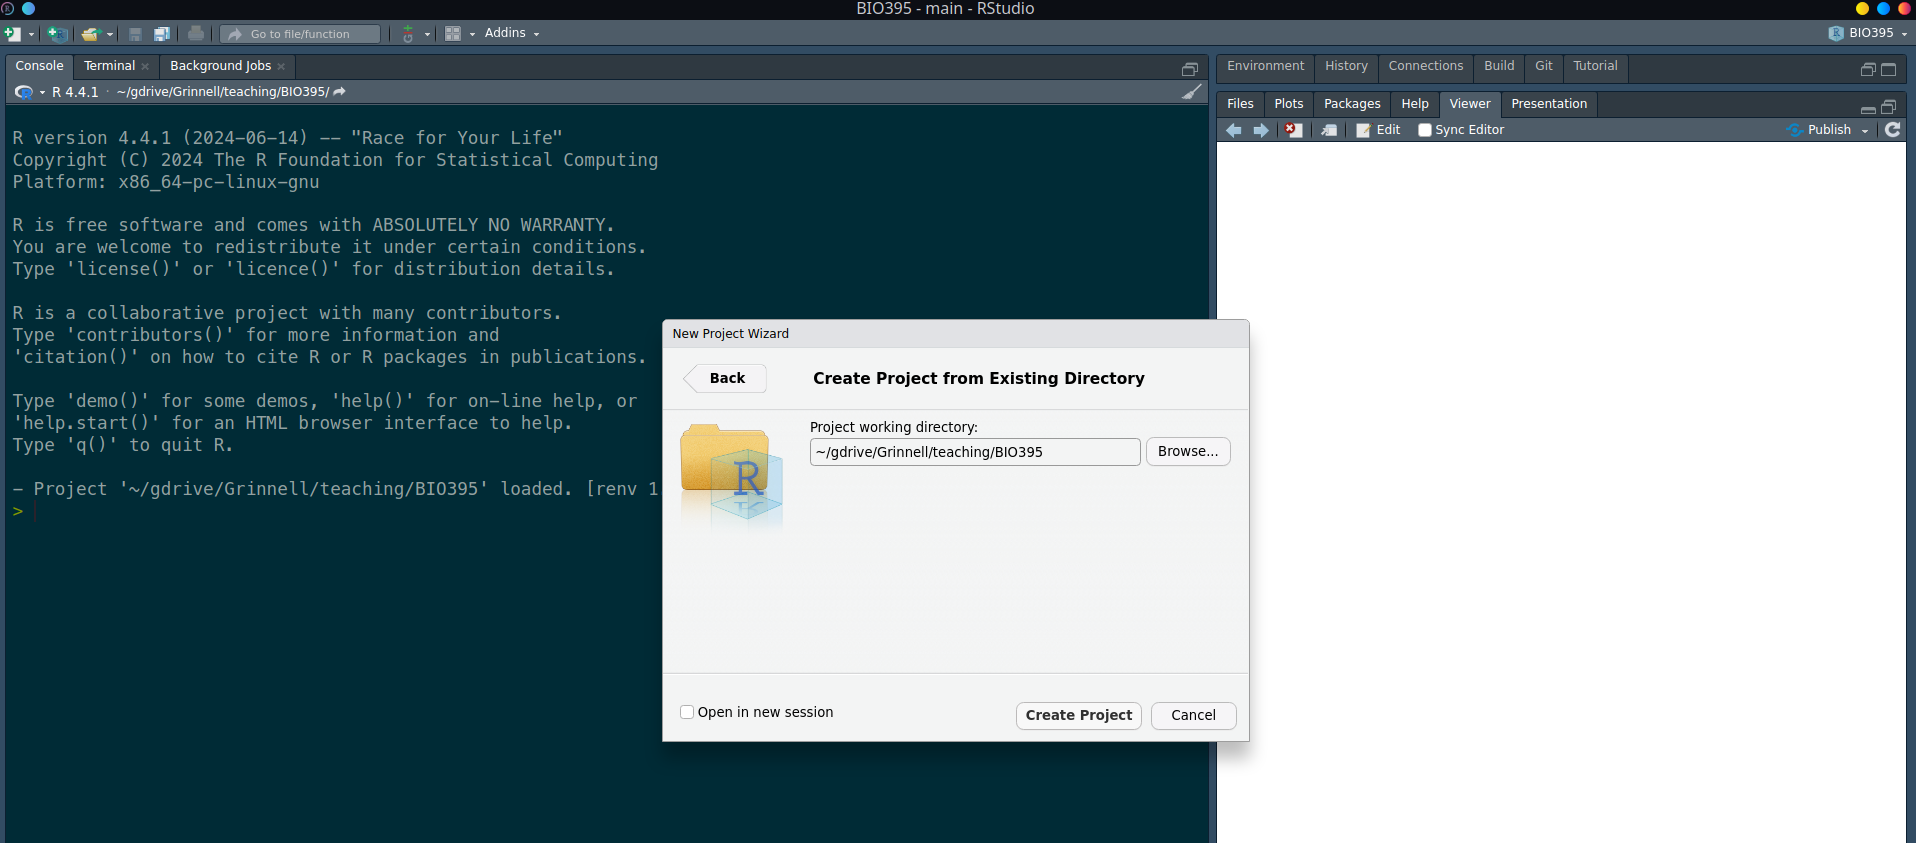 BIO395 - main - RStudio
Go to file/function
Addins
BIO395
Console Terminal Background Jobs
R 4.4.1 · ~/gdrive/Grinnell/teaching/BIO395/
R version 4.4.1 (2024-06-14) -- "Race for Your Life"
Copyright (C) 2024 The R Foundation for Statistical Computing
Platform: x86_64-pc-linux-gnu
R is free software and comes with ABSOLUTELY NO WARRANTY.
You are welcome to redistribute it under certain conditions.
Type 'license()' or 'licence()' for distribution details.
R is a collaborative project with many contributors.
Type 'contributors()' for more information and
'citation()' on how to cite R or R packages in publications.
Type 'demo()' for some demos, 'help()' for on-line help, or
'help.start()' for an HTML browser interface to help.
Type 'q()' to quit R.
- Project '~/gdrive/Grinnell/teaching/BIO395' loaded. [renv 1
>
Environment History Connections Build Git Tutorial
Files Plots Packages Help Viewer Presentation
Edit Sync Editor Publish
New Project Wizard
Back
Create Project from Existing Directory
Project working directory:
~/gdrive/Grinnell/teaching/BIO395 Browse...
R
Open in new session
Create Project Cancel